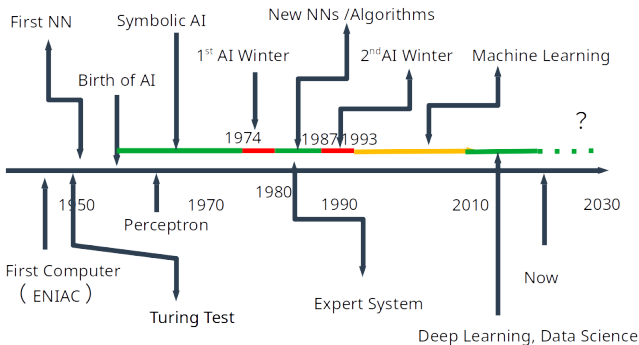 First NN
Symbolic AI
New NNs /Algorithms
Birth of AI
1st AI Winter
2nd AI Winter
Machine Learning
?
1974
1987
1993
1950
1970
1980
1990
2010
2030
Perceptron
First Computer
( ENIAC )
Turing Test
Expert System
Now
Deep Learning, Data Science